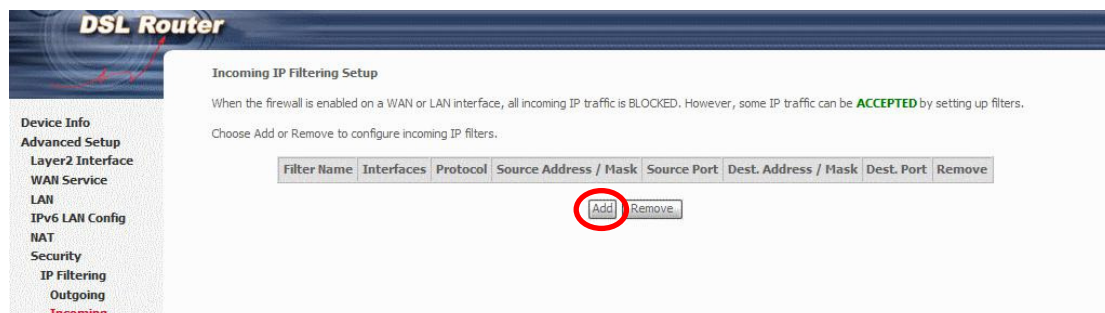 DSL Router
Incoming IP Filtering Setup
When the firewall is enabled on a WAN or LAN interface, all incoming IP traffic is BLOCKED. However, some IP traffic can be ACCEPTED by setting up filters.
Choose Add or Remove to configure incoming IP filters.
Filter Name Interfaces Protocol Source Address / Mask Source Port Dest. Address / Mask Dest. Port Remove
Add Remove
Device Info
Advanced Setup
Layer2 Interface
WAN Service
LAN
IPv6 LAN Config
NAT
Security
IP Filtering
Outgoing
Incoming